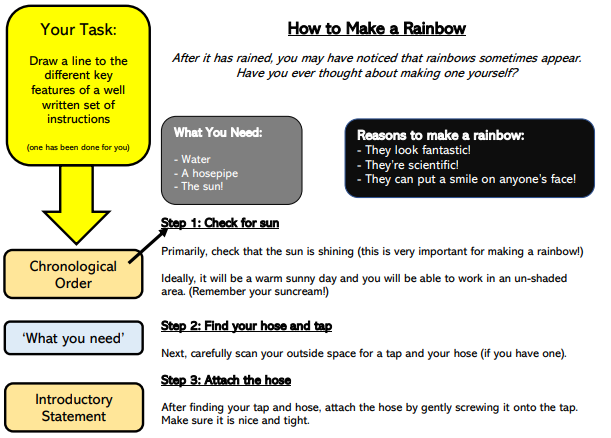 Your Task:
Draw a line to the
different key
features of a well
written set of
instructions
(one has been done for you)
How to Make a Rainbow
After it has rained, you may have noticed that rainbows sometimes appear.
Have you ever thought about making one yourself?
What You Need:
- Water
- A hosepipe
- The sun!
Reasons to make a rainbow:
- They look fantastic!
- They're scientific!
- They can put a smile on anyone's face!
Step 1: Check for sun
Primarily, check that the sun is shining (this is very important for making a rainbow!)
Ideally, it will be a warm sunny day and you will be able to work in an un-shaded
area. (Remember your suncream!)
Chronological
Order
Step 2: Find your hose and tap
Next, carefully scan your outside space for a tap and your hose (if you have one).
'What you need'
Step 3: Attach the hose
After finding your tap and hose, attach the hose by gently screwing it onto the tap.
Make sure it is nice and tight.
Introductory
Statement